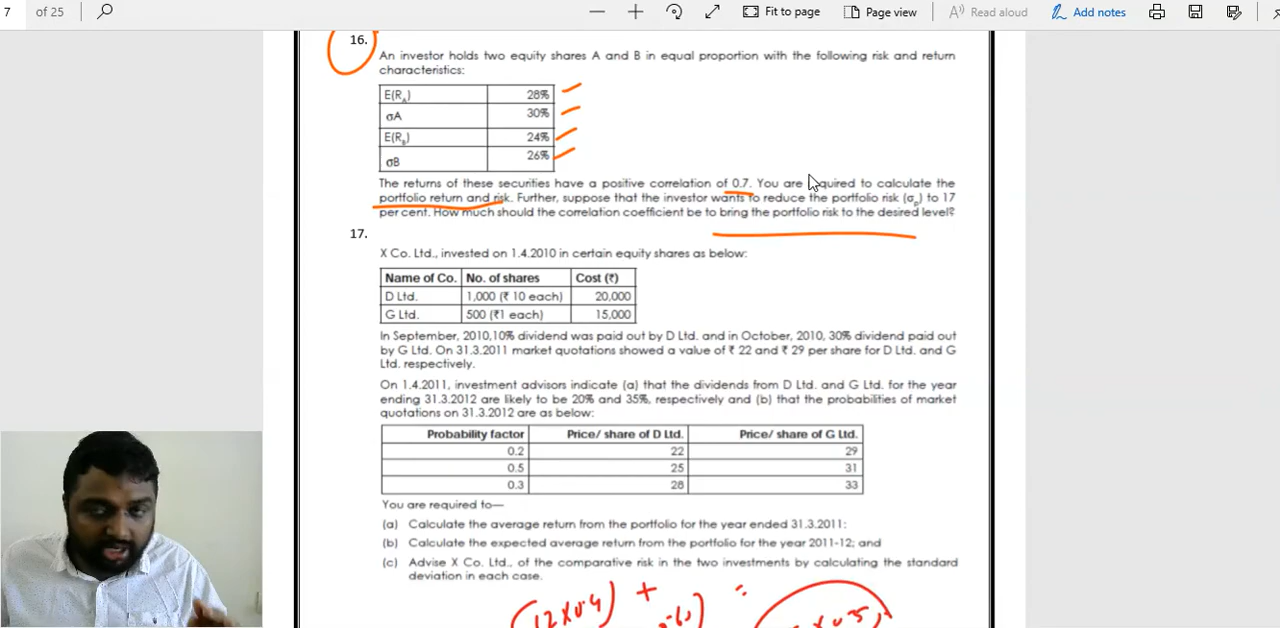 7 of 25 Fit to page Page view Read aloud Add notes
16.
An investor holds two equity shares A and B in equal proportion with the following risk and return
characteristics:
E(RA) 28%
σA 30%
E(RB) 24%
σB 26%
The returns of these securities have a positive correlation of 0.7. You are required to calculate the
portfolio return and risk. Further, suppose that the investor wants to reduce the portfolio risk (σp) to 17
per cent. How much should the correlation coefficient be to bring the portfolio risk to the desired level?
17.
X Co. Ltd., invested on 1.4.2010 in certain equity shares as below:
Name of Co. No. of shares Cost (₹)
D Ltd. 1,000 (₹ 10 each) 20,000
G Ltd. 500 (₹1 each) 15,000
In September, 2010,10% dividend was paid out by D Ltd. and in October, 2010, 30% dividend paid out
by G Ltd. On 31.3.2011 market quotations showed a value of ₹ 22 and ₹ 29 per share for D Ltd. and G
Ltd. respectively.
On 1.4.2011, investment advisors indicate (a) that the dividends from D Ltd. and G Ltd. for the year
ending 31.3.2012 are likely to be 20% and 35%, respectively and (b) that the probabilities of market
quotations on 31.3.2012 are as below:
Probability factor Price/ share of D Ltd. Price/ share of G Ltd.
0.2 22 29
0.5 25 31
0.3 28 33
You are required to—
(a) Calculate the average return from the portfolio for the year ended 31.3.2011;
(b) Calculate the expected average return from the portfolio for the year 2011-12; and
(c) Advise X Co. Ltd., of the comparative risk in the two investments by calculating the standard
deviation in each case.
(12 x 0.4) + =